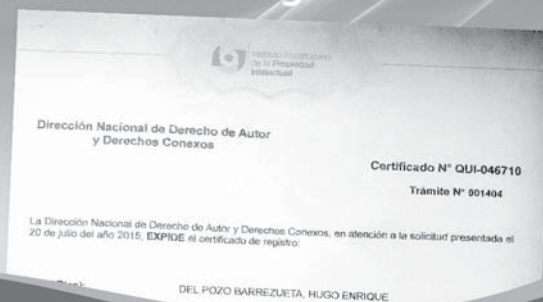 Instituto Ecuatoriano
de la Propiedad
Intelectual
Dirección Nacional de Derecho de Autor
y Derechos Conexos
Certificado N° QUI-046710
Trámite N° 001404
La Dirección Nacional de Derecho de Autor y Derechos Conexos, en atención a la solicitud presentada el
20 de julio del año 2015, EXPIDE el certificado de registro:
DEL POZO BARREZUETA, HUGO ENRIQUE